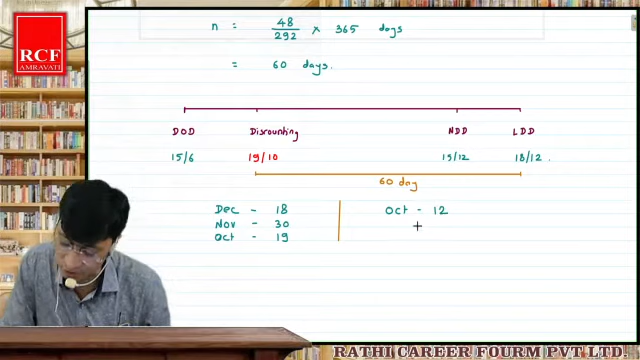 RCF
AMRAVATI
n = 48/292 × 365 days
= 60 days.
DOD Discounting NDD LDD
15/6 19/10 15/12 18/12.
60 day
Dec - 18
Nov - 30
Oct - 19
Oct - 12
RATHI CAREER FOURM PVT LTD